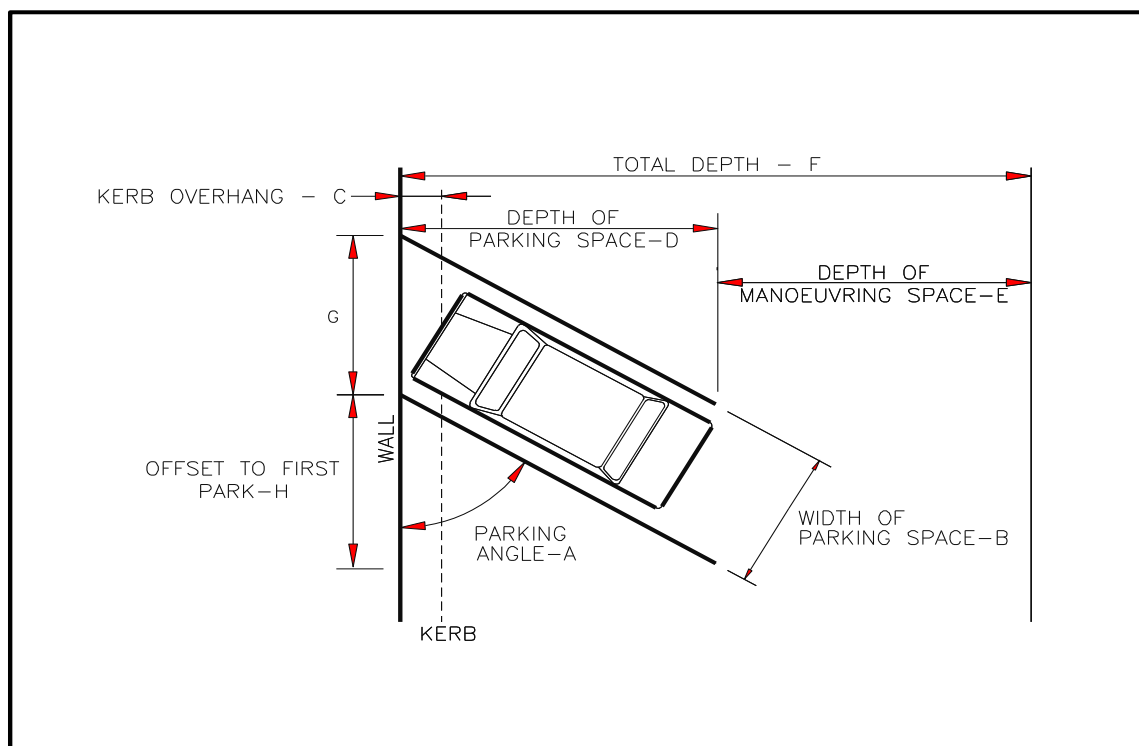 TOTAL DEPTH - F
KERB OVERHANG - C
DEPTH OF
PARKING SPACE-D
DEPTH OF
MANOEUVRING SPACE-E
G
WALL
OFFSET TO FIRST
PARK-H
PARKING
ANGLE-A
WIDTH OF
PARKING SPACE-B
KERB